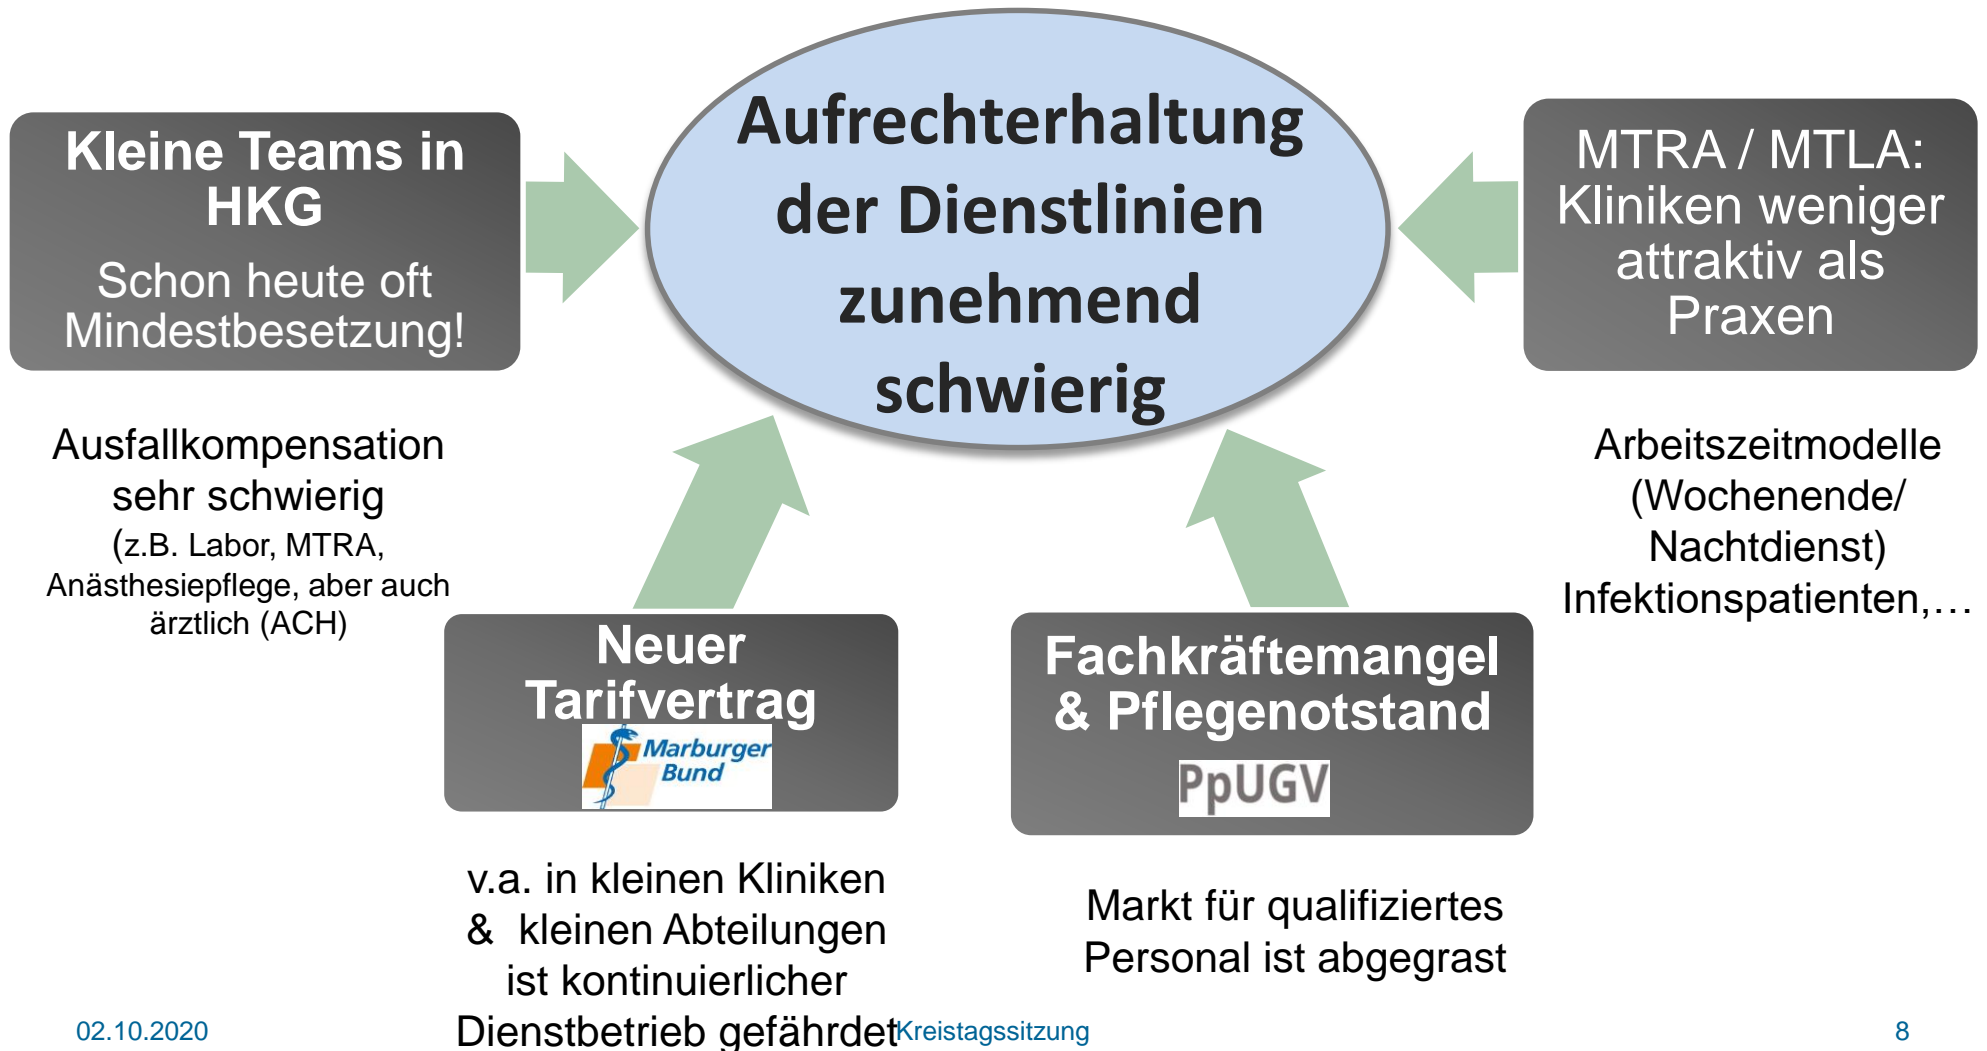 Aufrechterhaltung
der Dienstlinien
zunehmend
schwierig
Kleine Teams in
HKG
Schon heute oft
Mindestbesetzung!
Ausfallkompensation
sehr schwierig
(z.B. Labor, MTRA,
Anästhesiepflege, aber auch
ärztlich (ACH)
Neuer
Tarifvertrag
Marburger
Bund
v.a. in kleinen Kliniken
& kleinen Abteilungen
ist kontinuierlicher
Dienstbetrieb gefährdet
Fachkräftemangel
& Pflegenotstand
PpUGV
Markt für qualifiziertes
Personal ist abgegrast
MTRA / MTLA:
Kliniken weniger
attraktiv als
Praxen
Arbeitszeitmodelle
(Wochenende/
Nachtdienst)
Infektionspatienten,…
02.10.2020
Kreistagssitzung
8